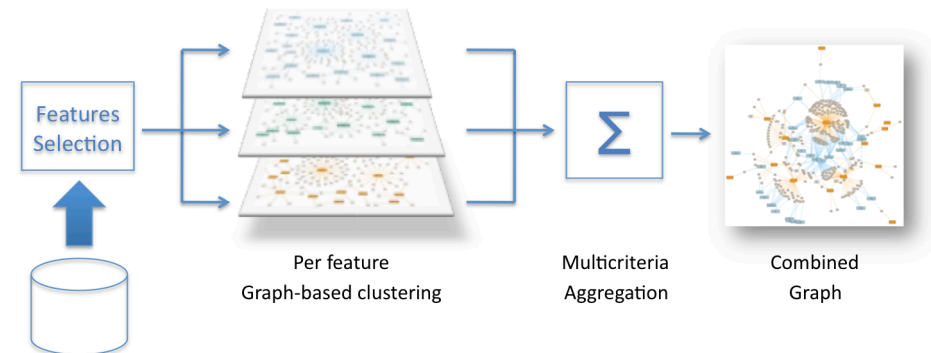 Features
Selection
Per feature
Graph-based clustering
∑
Multicriteria
Aggregation
Combined
Graph